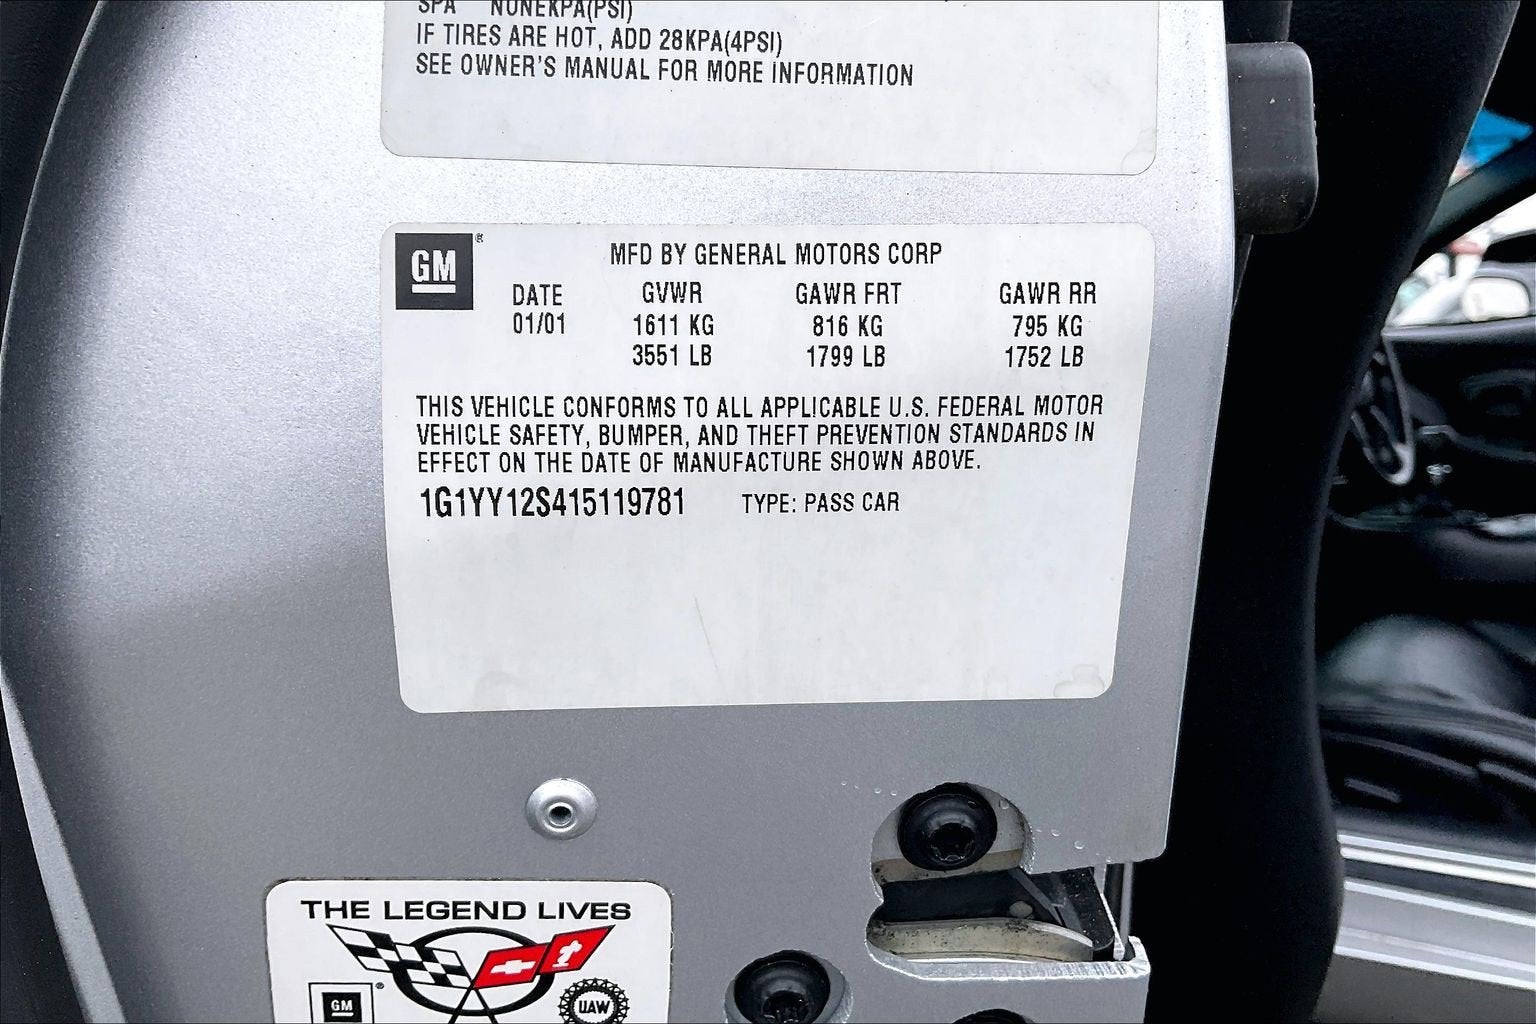 SPA NONEKPA(PSI)
IF TIRES ARE HOT, ADD 28KPA(4PSI)
SEE OWNER'S MANUAL FOR MORE INFORMATION
GM ®
MFD BY GENERAL MOTORS CORP
DATE GVWR GAWR FRT GAWR RR
01/01 1611 KG 816 KG 795 KG
3551 LB 1799 LB 1752 LB
THIS VEHICLE CONFORMS TO ALL APPLICABLE U.S. FEDERAL MOTOR
VEHICLE SAFETY, BUMPER, AND THEFT PREVENTION STANDARDS IN
EFFECT ON THE DATE OF MANUFACTURE SHOWN ABOVE.
1G1YY12S415119781 TYPE: PASS CAR
THE LEGEND LIVES
GM ® UAW